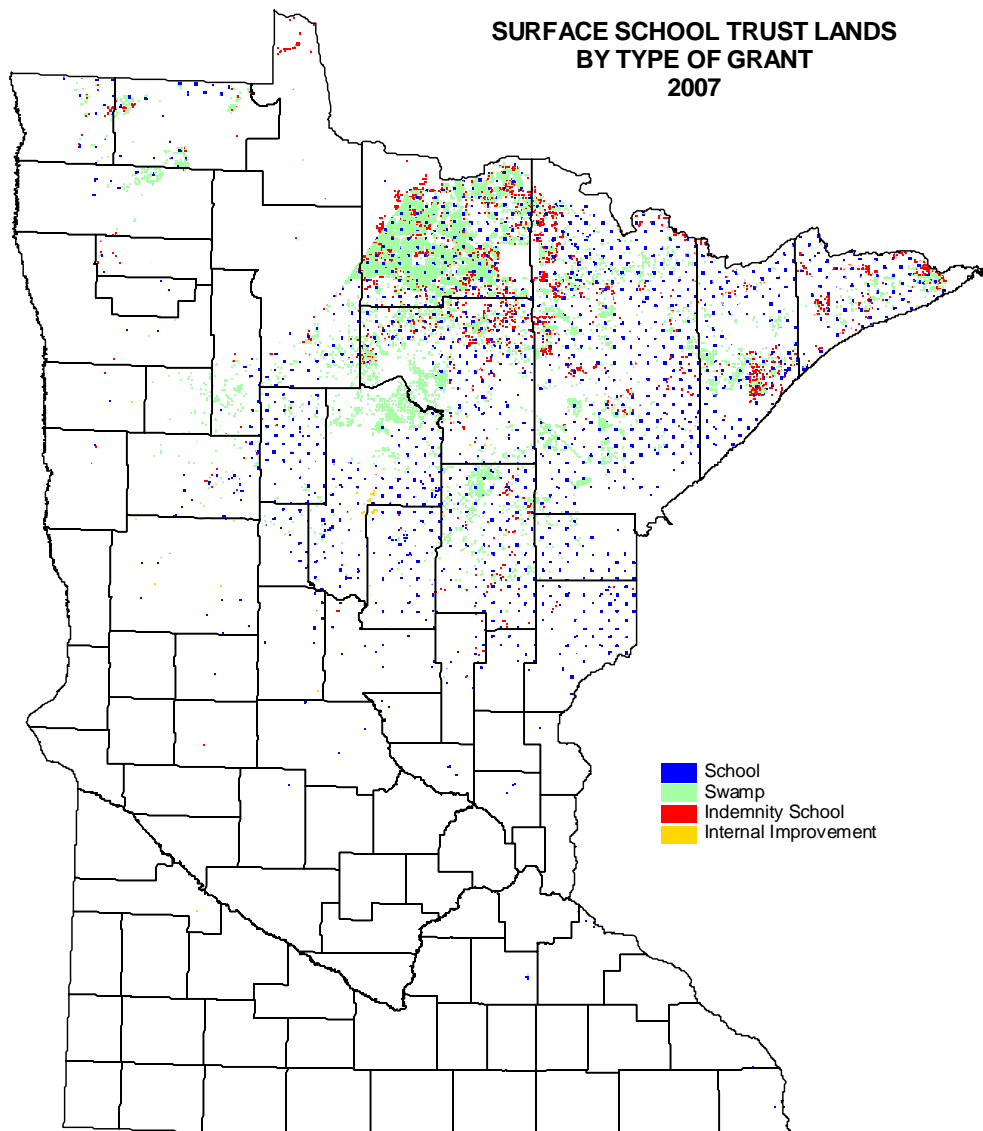 SURFACE SCHOOL TRUST LANDS
BY TYPE OF GRANT
2007
School
Swamp
Indemnity School
Internal Improvement